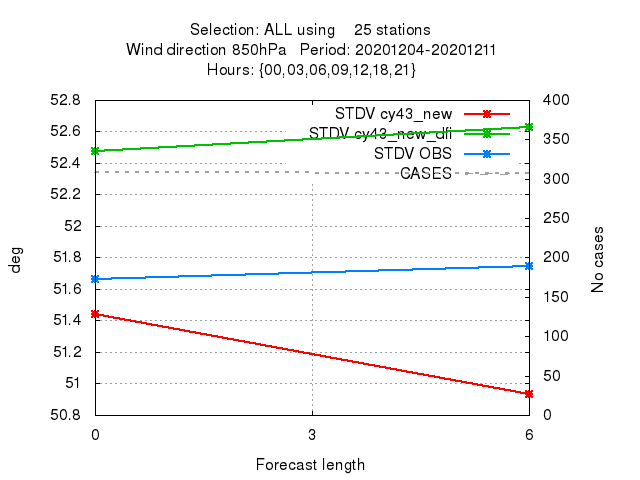 Selection: ALL using    25 stations
Wind direction 850hPa   Period: 20201204-20201211
Hours: {00,03,06,09,12,18,21}
52.8
52.6
52.4
52.2
52
51.8
51.6
51.4
51.2
51
50.8
400
350
300
250
200
150
100
50
0
STDV cy43_new
STDV cy43_new_dfi
STDV OBS
CASES
deg
No cases
0
3
6
Forecast length